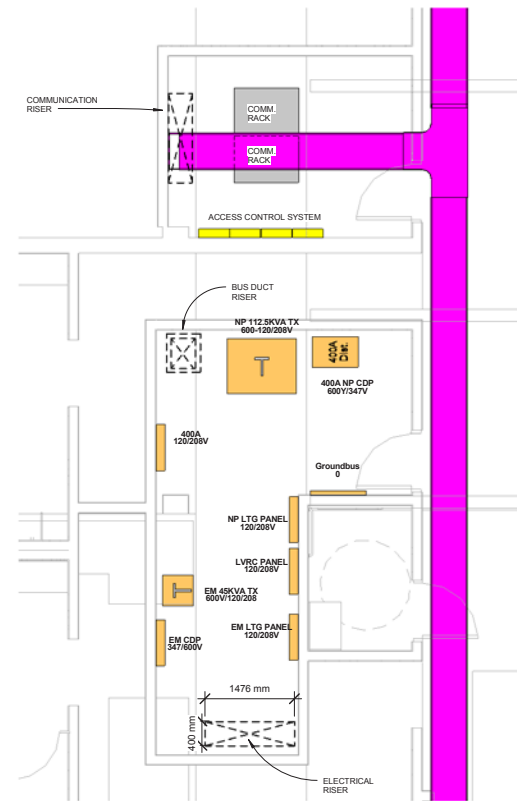 COMMUNICATION
RISER
COMM.
RACK
COMM.
RACK
ACCESS CONTROL SYSTEM
BUS DUCT
RISER
NP 112.5KVA TX
600-120/208V
T
400A
Dist.
400A NP CDP
600Y/347V
400A
120/208V
Groundbus
0
NP LTG PANEL
120/208V
LVRC PANEL
120/208V
T
EM 45KVA TX
600V/120/208
EM LTG PANEL
120/208V
EM CDP
347/600V
1476 mm
400 mm
ELECTRICAL
RISER